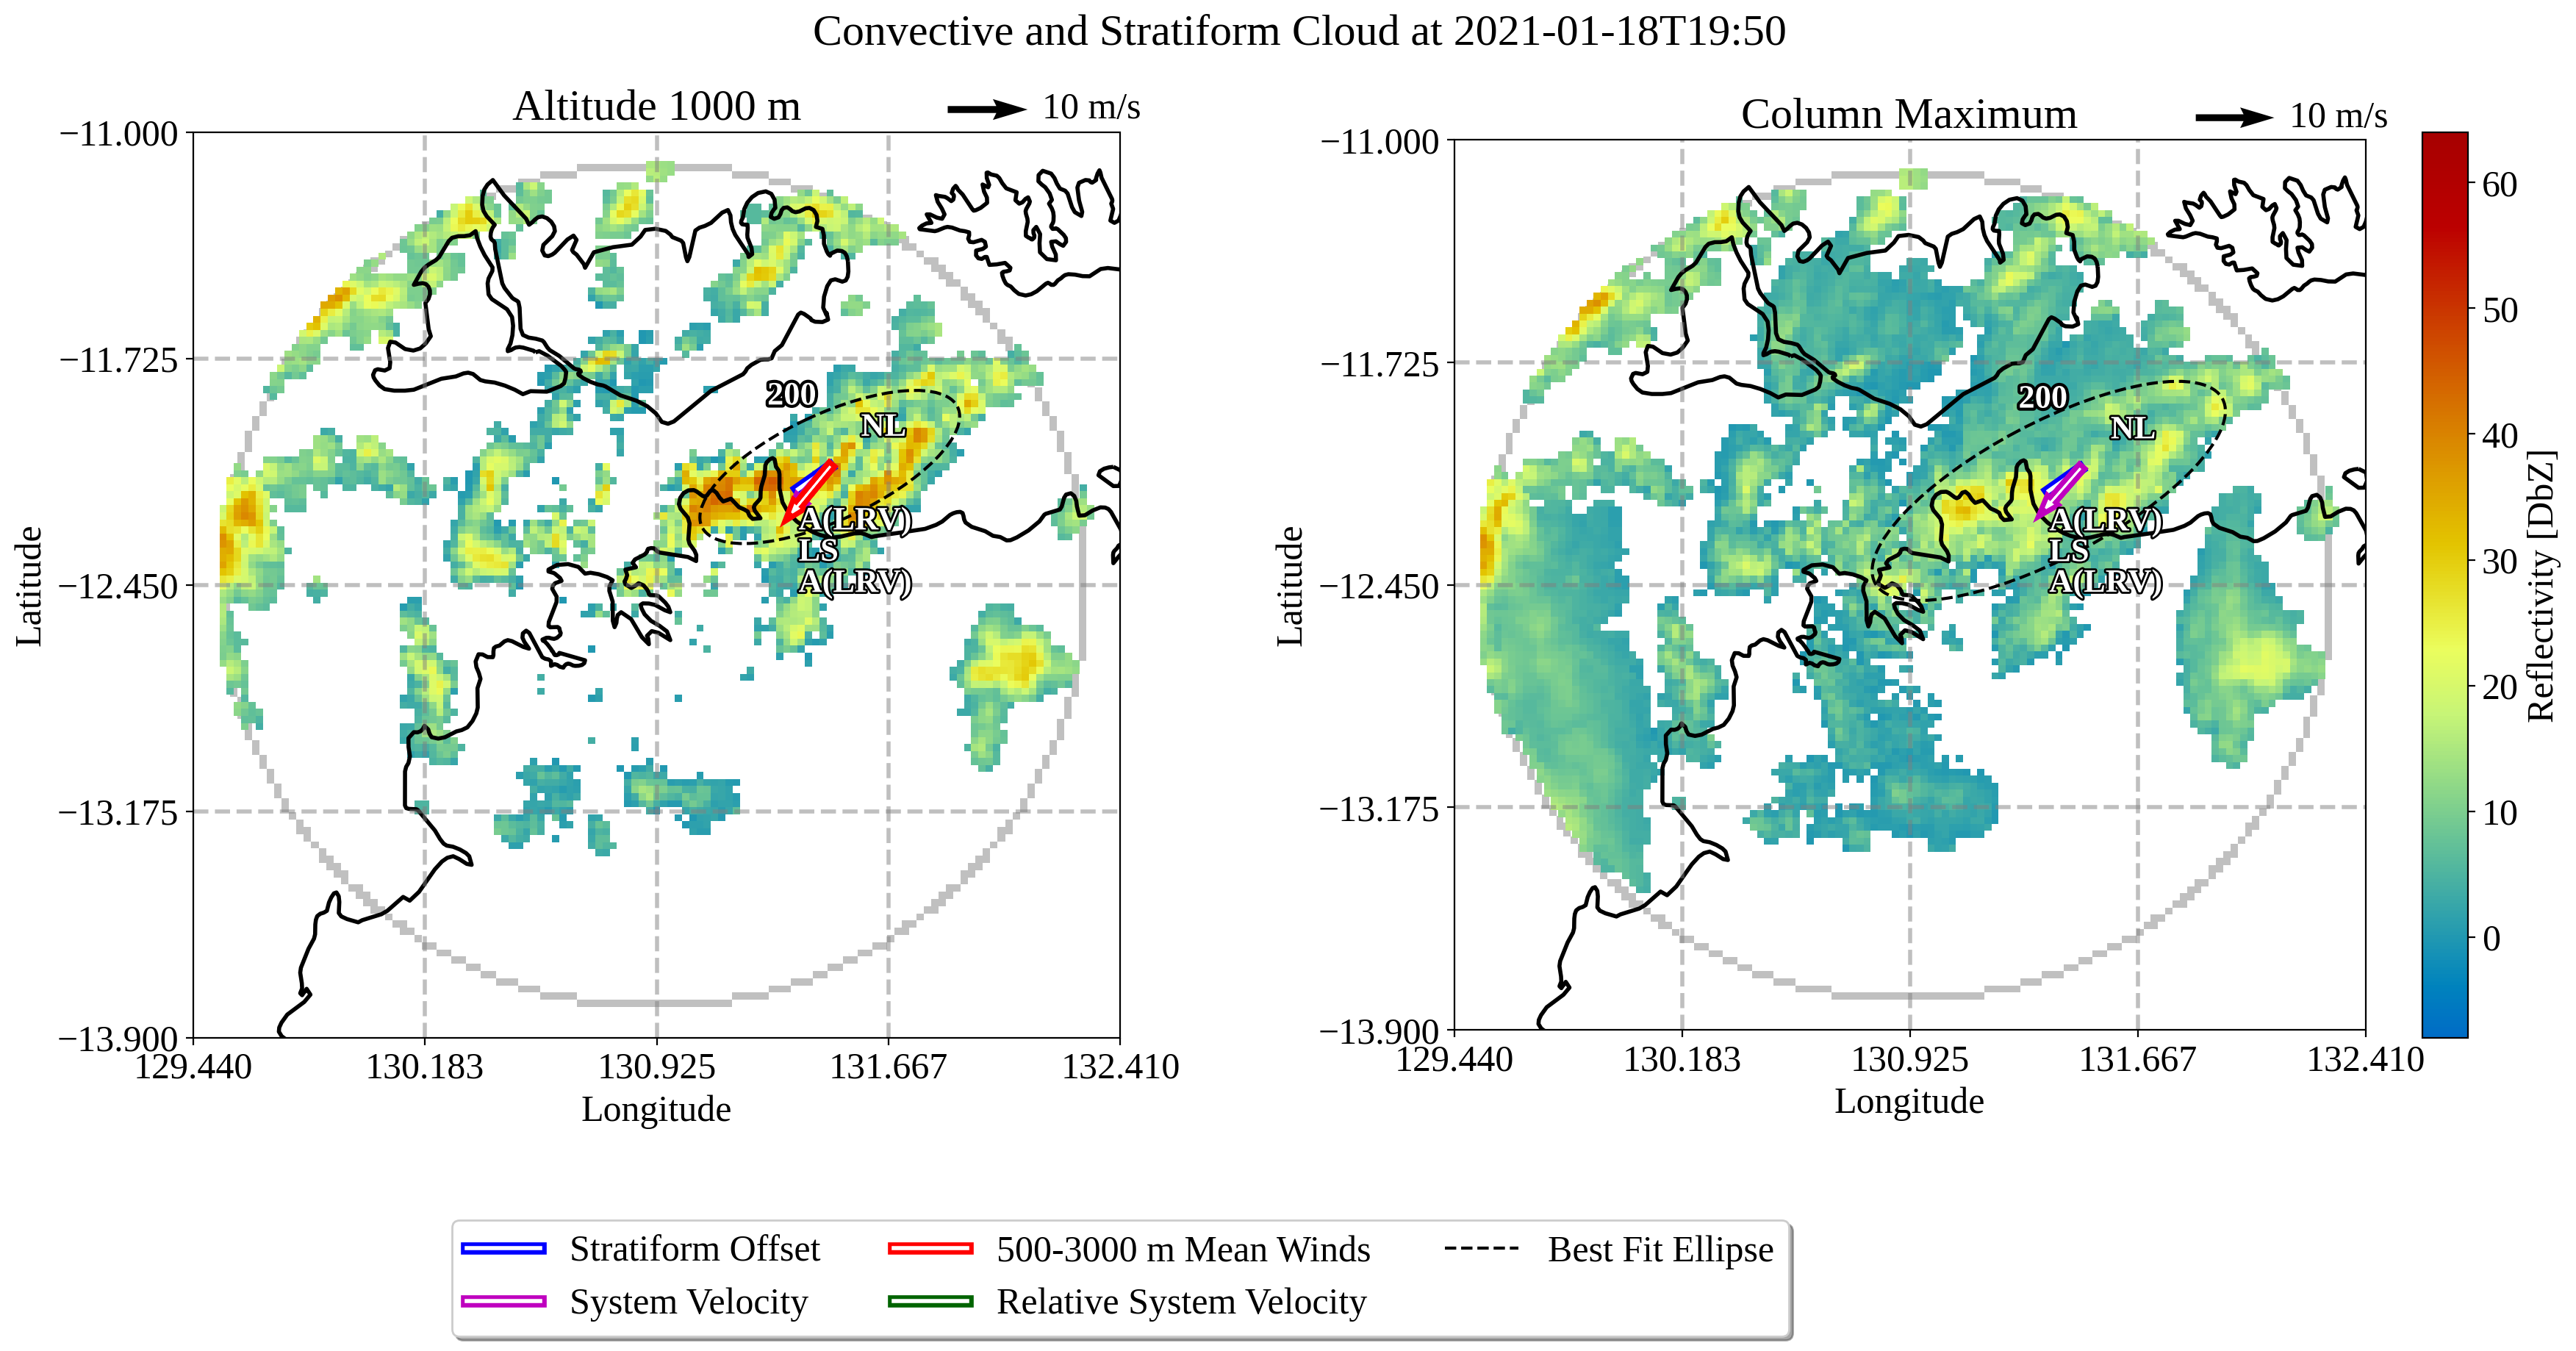 Convective and Stratiform Cloud at 2021-01-18T19:50
Altitude 1000 m
10 m/s
−11.000
−11.725
−12.450
−13.175
−13.900
129.440
130.183
130.925
131.667
132.410
Latitude
Longitude
200
NL
A(LRV)
LS
A(LRV)
Column Maximum
10 m/s
−11.000
−11.725
−12.450
−13.175
−13.900
129.440
130.183
130.925
131.667
132.410
Latitude
Longitude
200
NL
A(LRV)
LS
A(LRV)
60
50
40
30
20
10
0
Reflectivity [DbZ]
Stratiform Offset
System Velocity
500-3000 m Mean Winds
Relative System Velocity
Best Fit Ellipse